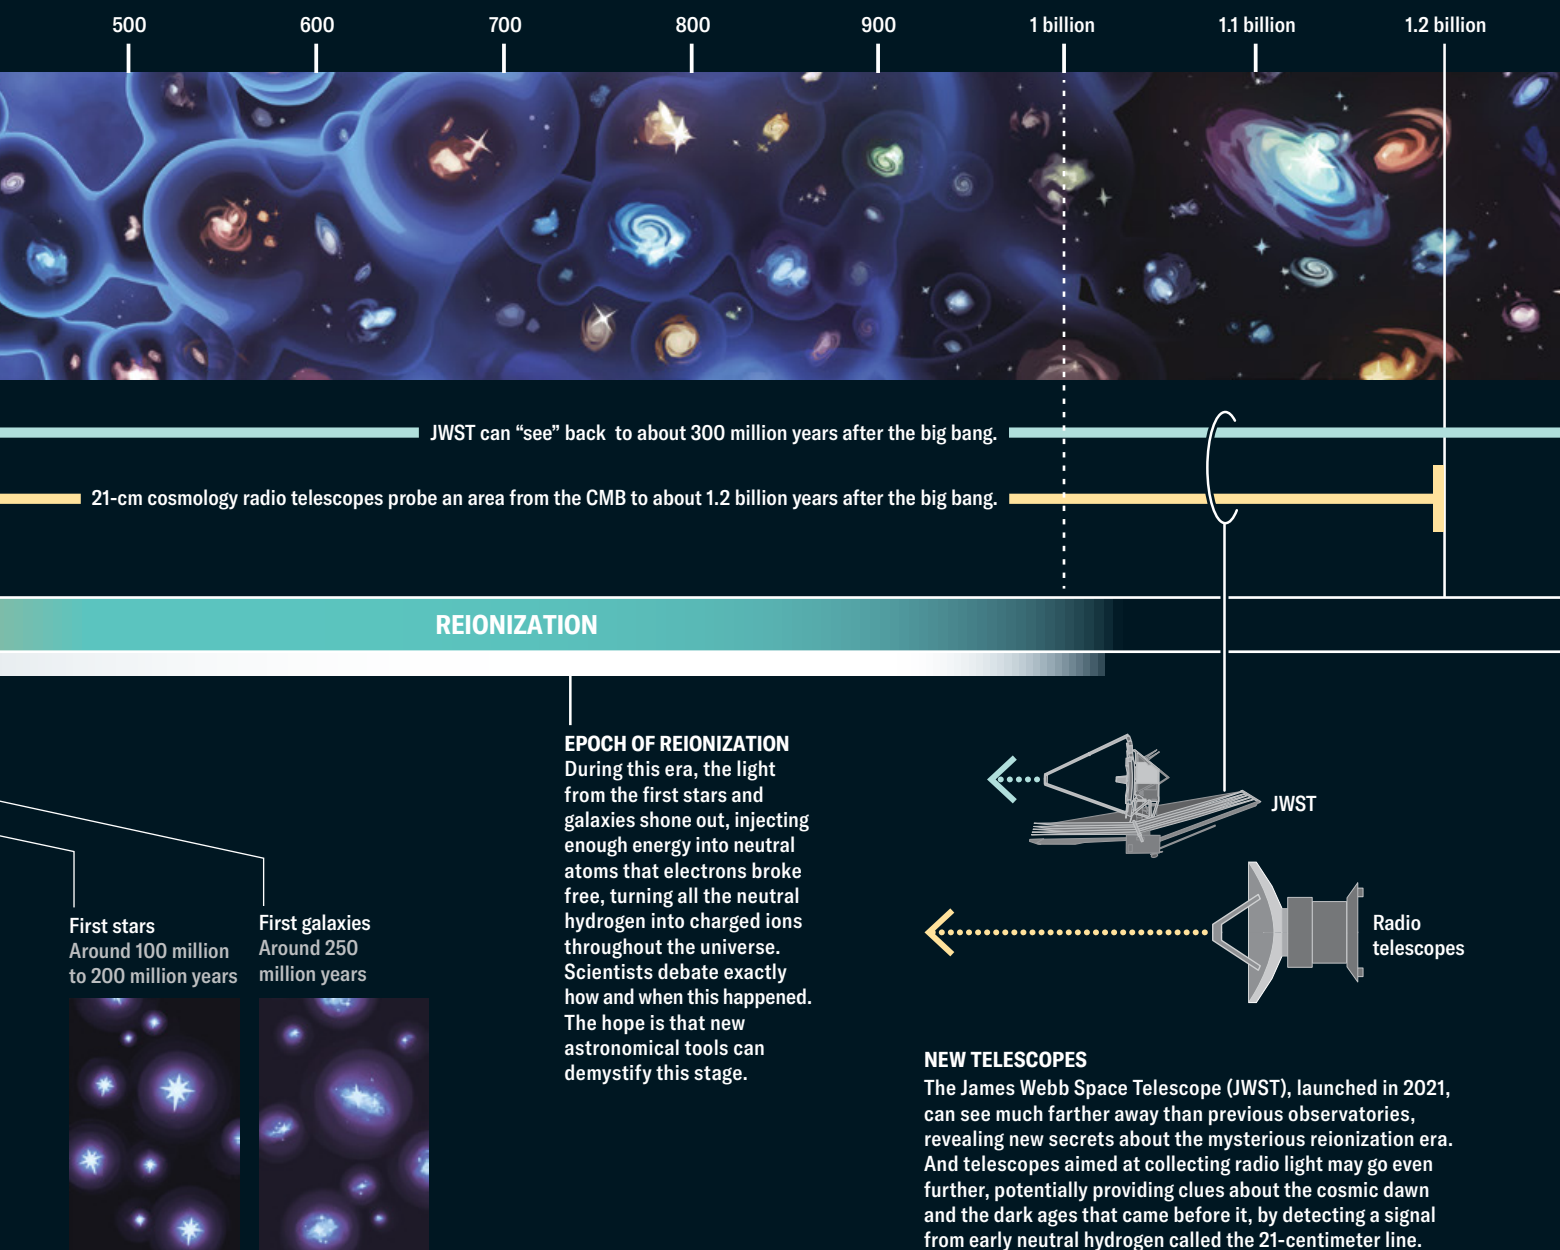 500 600 700 800 900 1 billion 1.1 billion 1.2 billion
JWST can “see” back to about 300 million years after the big bang.
21-cm cosmology radio telescopes probe an area from the CMB to about 1.2 billion years after the big bang.
REIONIZATION
EPOCH OF REIONIZATION
During this era, the light
from the first stars and
galaxies shone out, injecting
enough energy into neutral
atoms that electrons broke
free, turning all the neutral
hydrogen into charged ions
throughout the universe.
Scientists debate exactly
how and when this happened.
The hope is that new
astronomical tools can
demystify this stage.
JWST
Radio
telescopes
First stars
Around 100 million
to 200 million years
First galaxies
Around 250
million years
NEW TELESCOPES
The James Webb Space Telescope (JWST), launched in 2021,
can see much farther away than previous observatories,
revealing new secrets about the mysterious reionization era.
And telescopes aimed at collecting radio light may go even
further, potentially providing clues about the cosmic dawn
and the dark ages that came before it, by detecting a signal
from early neutral hydrogen called the 21-centimeter line.